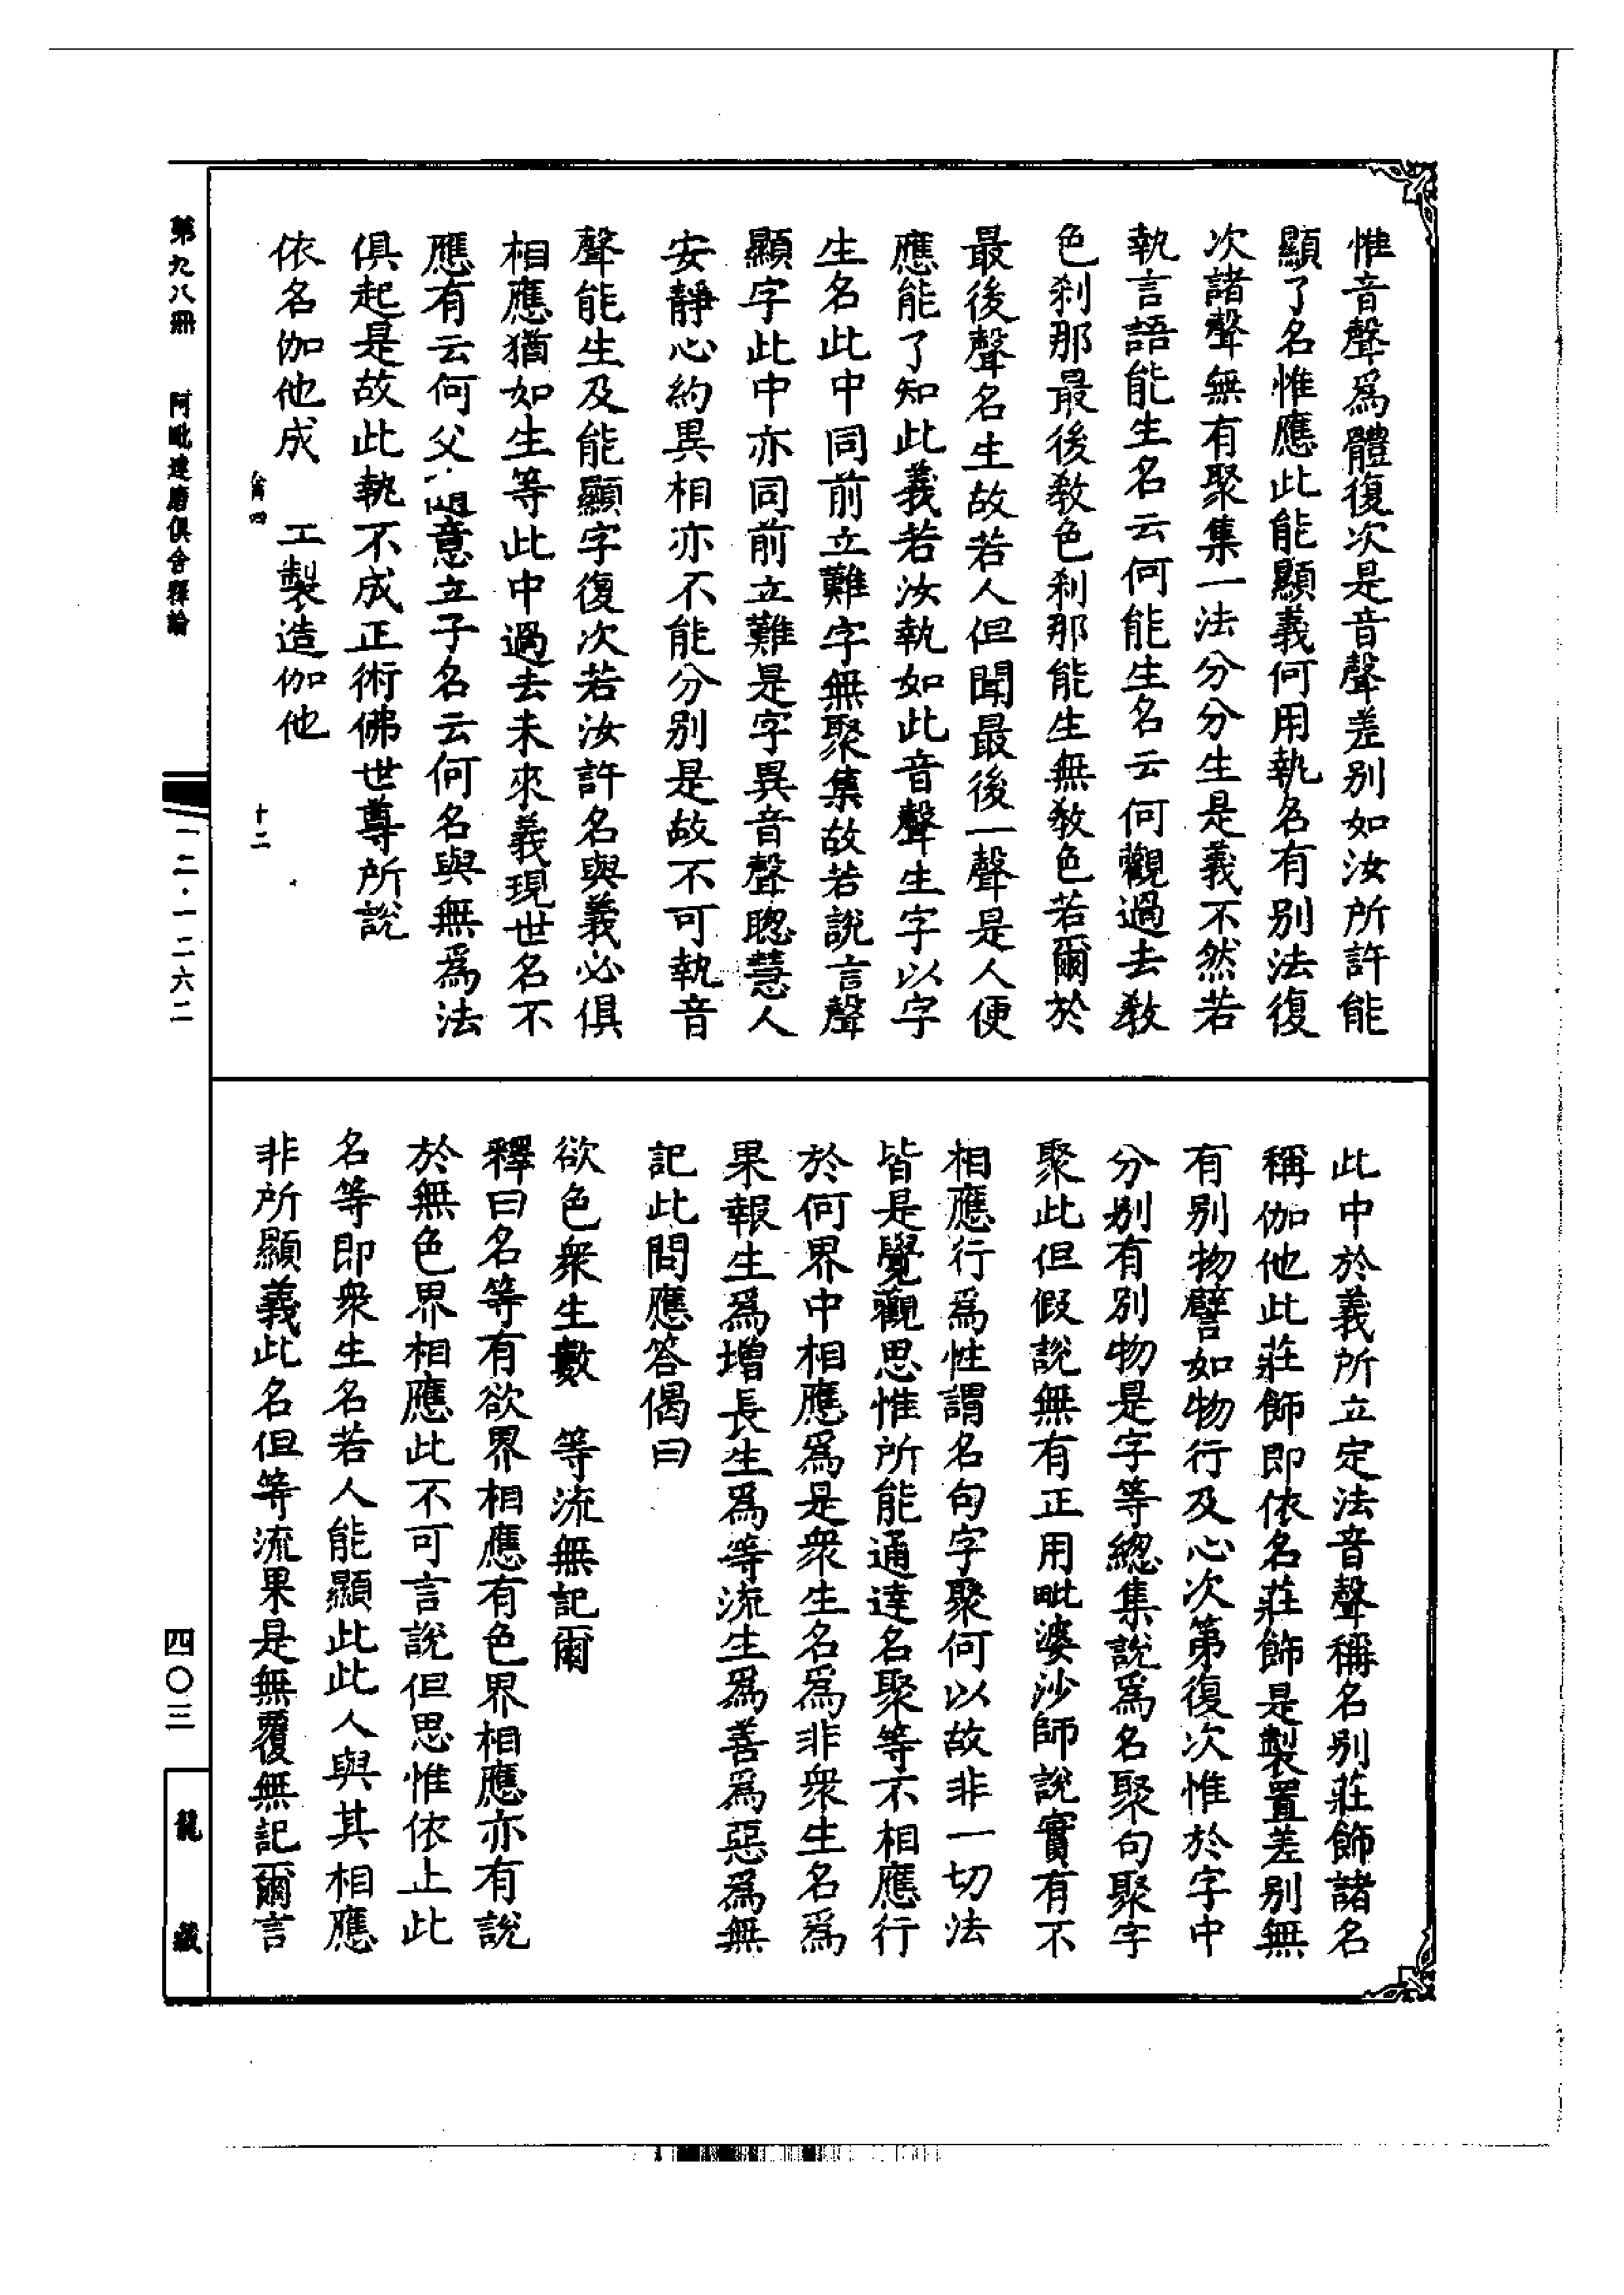 惟音聲爲體復次是音聲差别如汝所許能
顯了名惟應此能顯義何用執名有别法復
次諸聲無有聚集一法分分生是義不然若
執言語能生名云何能生名云何觀過去教
色刹那最後教色刹那能生無教色若爾於
最後聲名生故若人但聞最後一聲是人便
應能了知此義若汝執如此音聲生字以字
生名此中同前立難字無聚集故若說言聲
顯字此中亦同前立難是字異音聲聰慧人
安靜心約異相亦不能分别是故不可執音
聲能生及能顯字復次若汝許名與義必俱
相應猶如生等此中過去未來義現世名不
應有云何父意立子名云何名與無爲法
俱起是故此執不成正術佛世尊所說
依名伽他成　工製造伽他
四　十二
此中於義所立定法音聲稱名别莊飾諸名
稱伽他此莊飾即依名莊飾是製置差别無
有别物譬如物行及心次第復次惟於字中
分别有别物是字等總集說爲名聚句聚字
聚此但假說無有正用毗婆沙師說實有不
相應行爲性謂名句字聚何以故非一切法
皆是覺觀思惟所能通達名聚等不相應行
於何界中相應爲是衆生名爲非衆生名爲
果報生爲增長生爲等流生爲善爲惡爲無
記此問應答偈曰
欲色衆生數　等流無記爾
釋曰名等有欲界相應有色界相應亦有說
於無色界相應此不可言說但思惟依止此
名等即衆生名若人能顯此此人與其相應
非所顯義此名但等流果是無覆無記爾言
第九八冊　阿毗達磨俱舍釋論
一二·一二六二
四〇三
龍藏